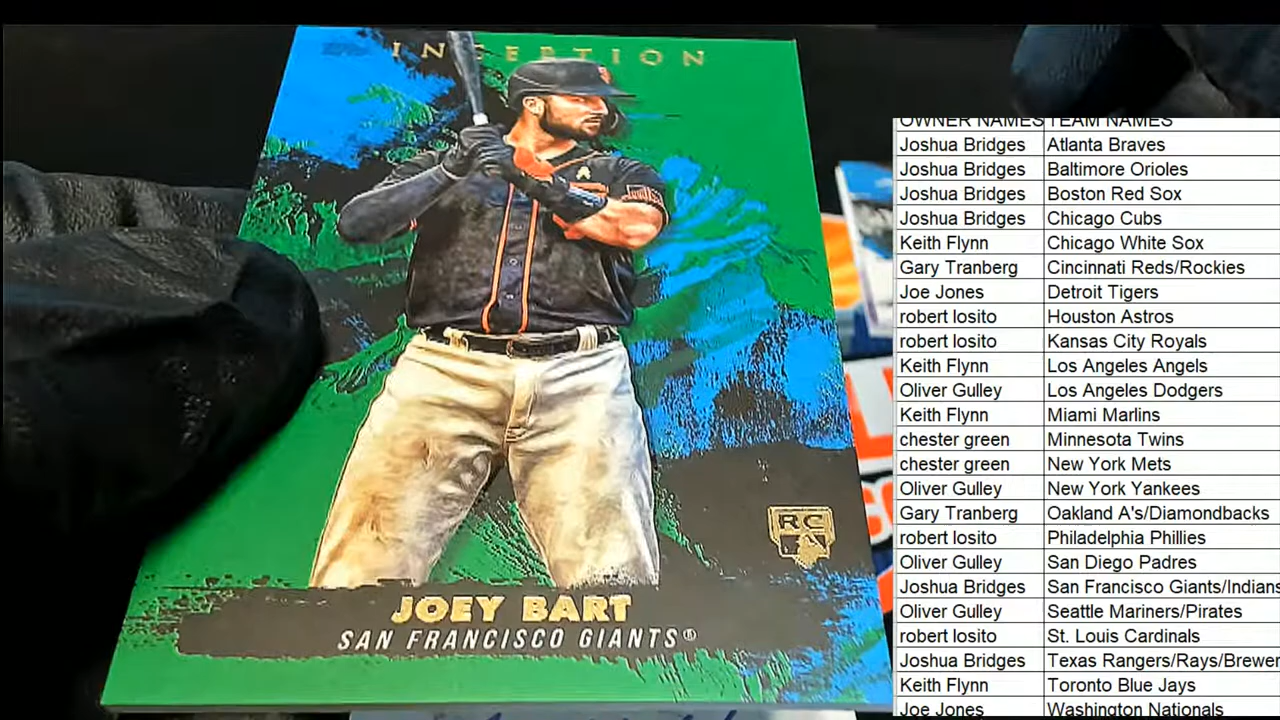 INCEPTION
RC
JOEY BART
SAN FRANCISCO GIANTS®
OWNER NAMES TEAM NAMES
Joshua Bridges Atlanta Braves
Joshua Bridges Baltimore Orioles
Joshua Bridges Boston Red Sox
Joshua Bridges Chicago Cubs
Keith Flynn Chicago White Sox
Gary Tranberg Cincinnati Reds/Rockies
Joe Jones Detroit Tigers
robert losito Houston Astros
robert losito Kansas City Royals
Keith Flynn Los Angeles Angels
Oliver Gulley Los Angeles Dodgers
Keith Flynn Miami Marlins
chester green Minnesota Twins
chester green New York Mets
Oliver Gulley New York Yankees
Gary Tranberg Oakland A's/Diamondbacks
robert losito Philadelphia Phillies
Oliver Gulley San Diego Padres
Joshua Bridges San Francisco Giants/Indians
Oliver Gulley Seattle Mariners/Pirates
robert losito St. Louis Cardinals
Joshua Bridges Texas Rangers/Rays/Brewer
Keith Flynn Toronto Blue Jays
Joe Jones Washington Nationals